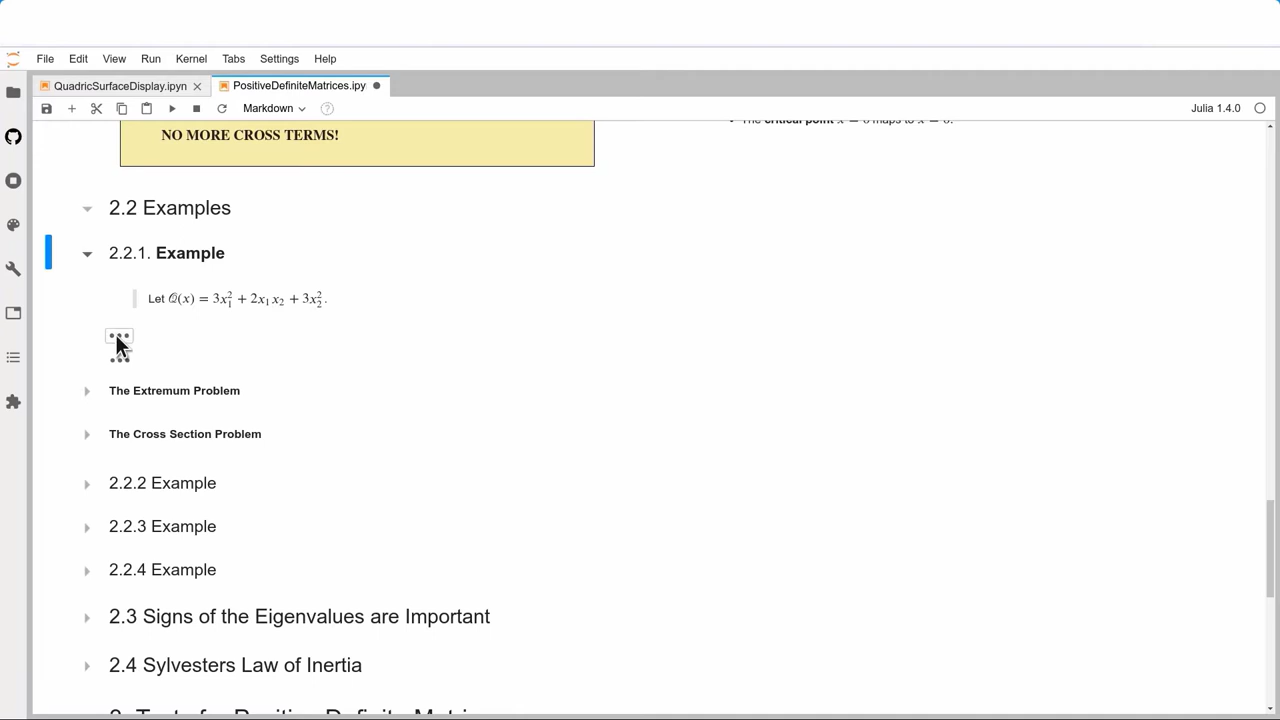 File Edit View Run Kernel Tabs Settings Help
QuadricSurfaceDisplay.ipyn PositiveDefiniteMatrices.ipy
Markdown Julia 1.4.0
NO MORE CROSS TERMS!
2.2 Examples
2.2.1. Example
Let 𝒬(x) = 3x₁² + 2x₁x₂ + 3x₂².
The Extremum Problem
The Cross Section Problem
2.2.2 Example
2.2.3 Example
2.2.4 Example
2.3 Signs of the Eigenvalues are Important
2.4 Sylvesters Law of Inertia